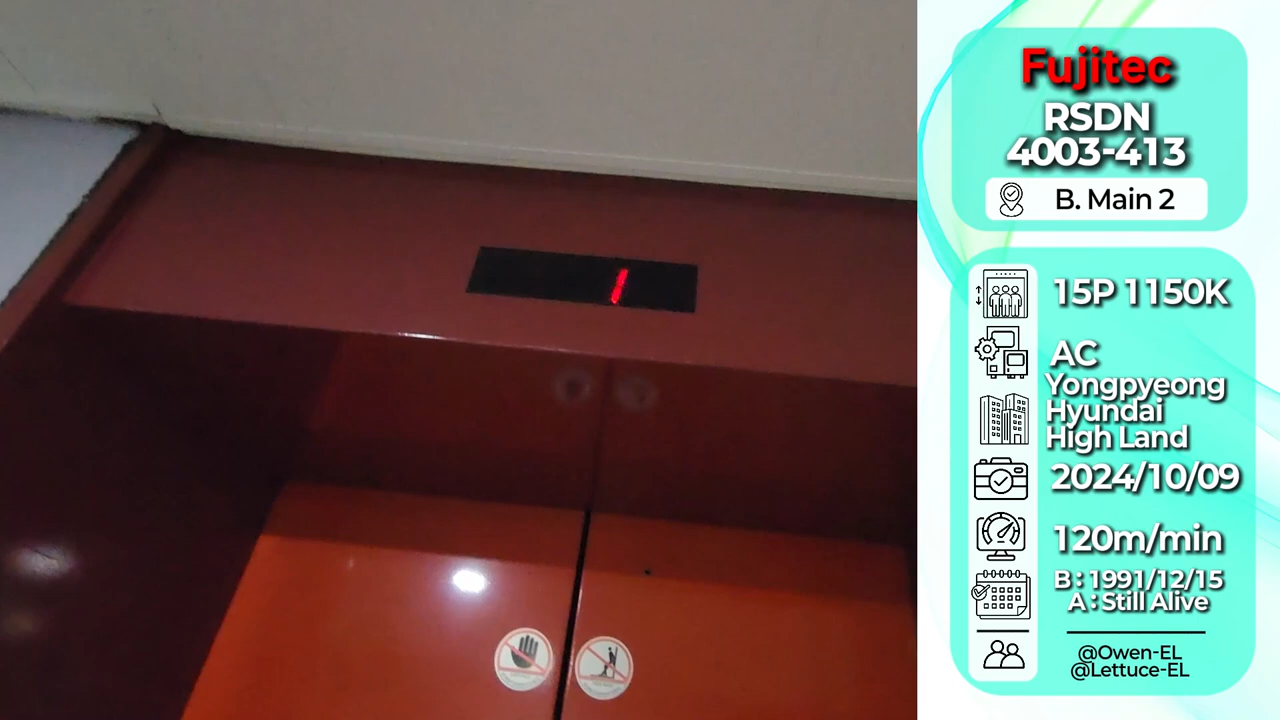 1
Fujitec
RSDN
4003-413
B. Main 2
15P 1150K
AC
Yongpyeong
Hyundai
High Land
2024/10/09
120m/min
B : 1991/12/15
A : Still Alive
@Owen-EL
@Lettuce-EL